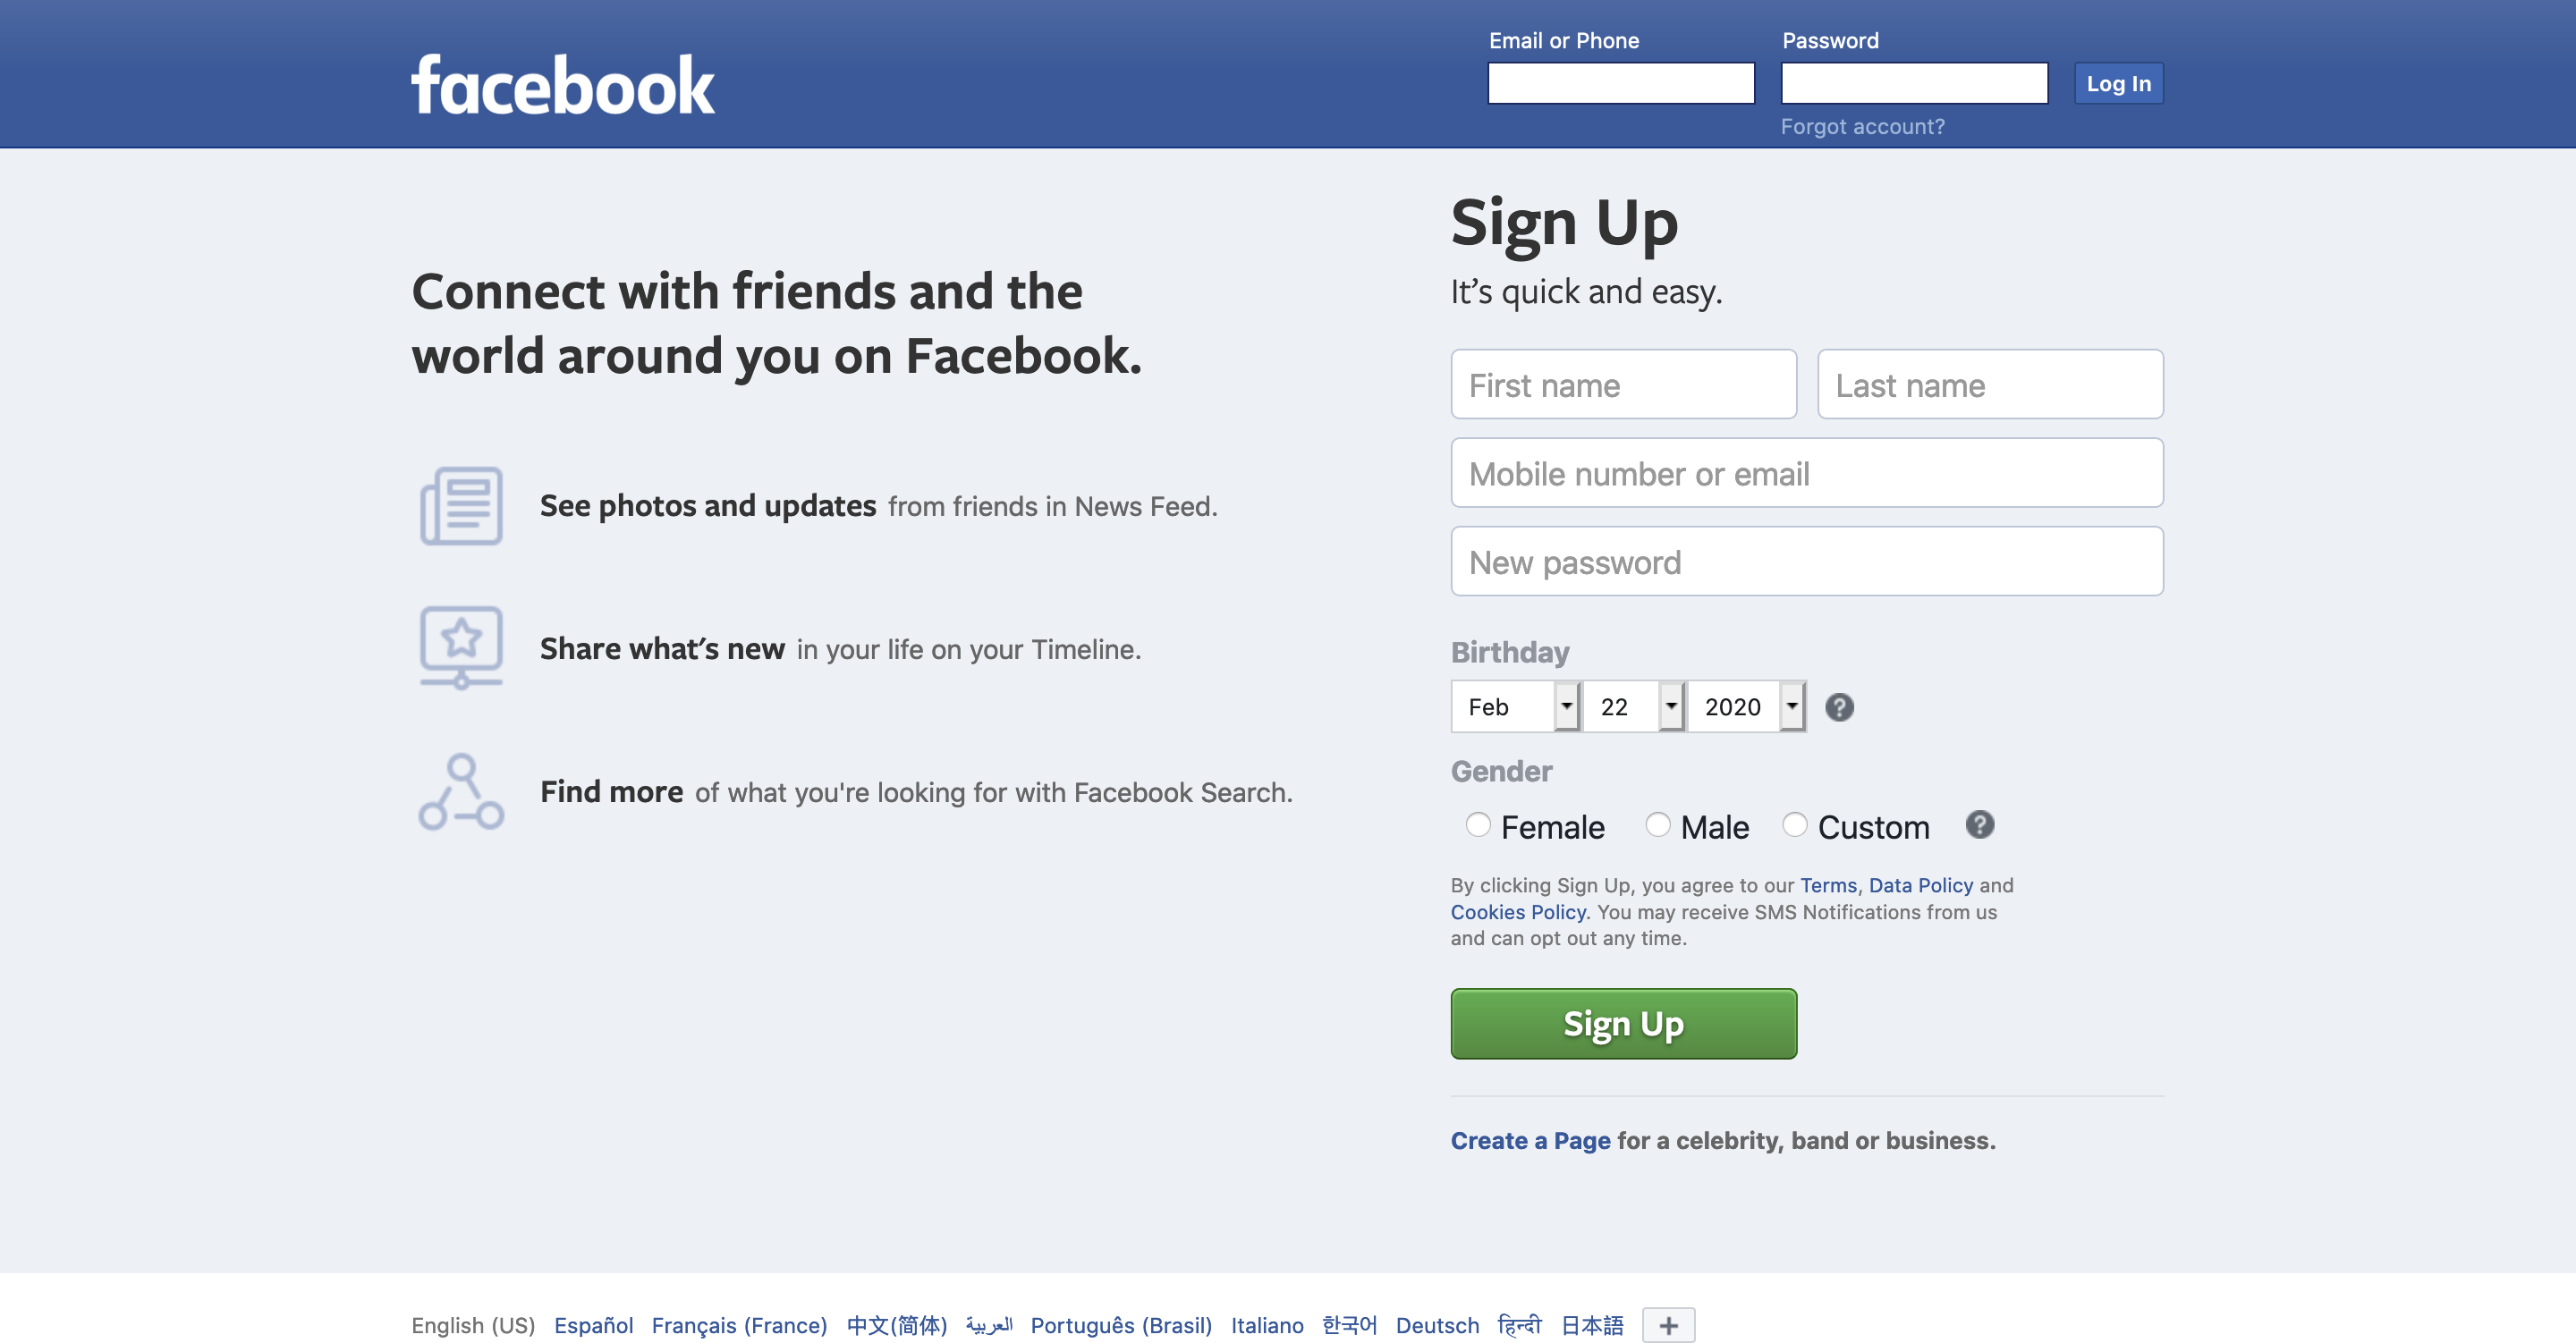 facebook
Email or Phone
Password
Log In
Forgot account?
Connect with friends and the
world around you on Facebook.
See photos and updates from friends in News Feed.
Share what's new in your life on your Timeline.
Find more of what you're looking for with Facebook Search.
Sign Up
It’s quick and easy.
First name
Last name
Mobile number or email
New password
Birthday
Feb 22 2020 ?
Gender
Female Male Custom ?
By clicking Sign Up, you agree to our Terms, Data Policy and
Cookies Policy. You may receive SMS Notifications from us
and can opt out any time.
Sign Up
Create a Page for a celebrity, band or business.
English (US) Español Français (France) 中文(简体) العربية Português (Brasil) Italiano 한국어 Deutsch हिन्दी 日本語 +